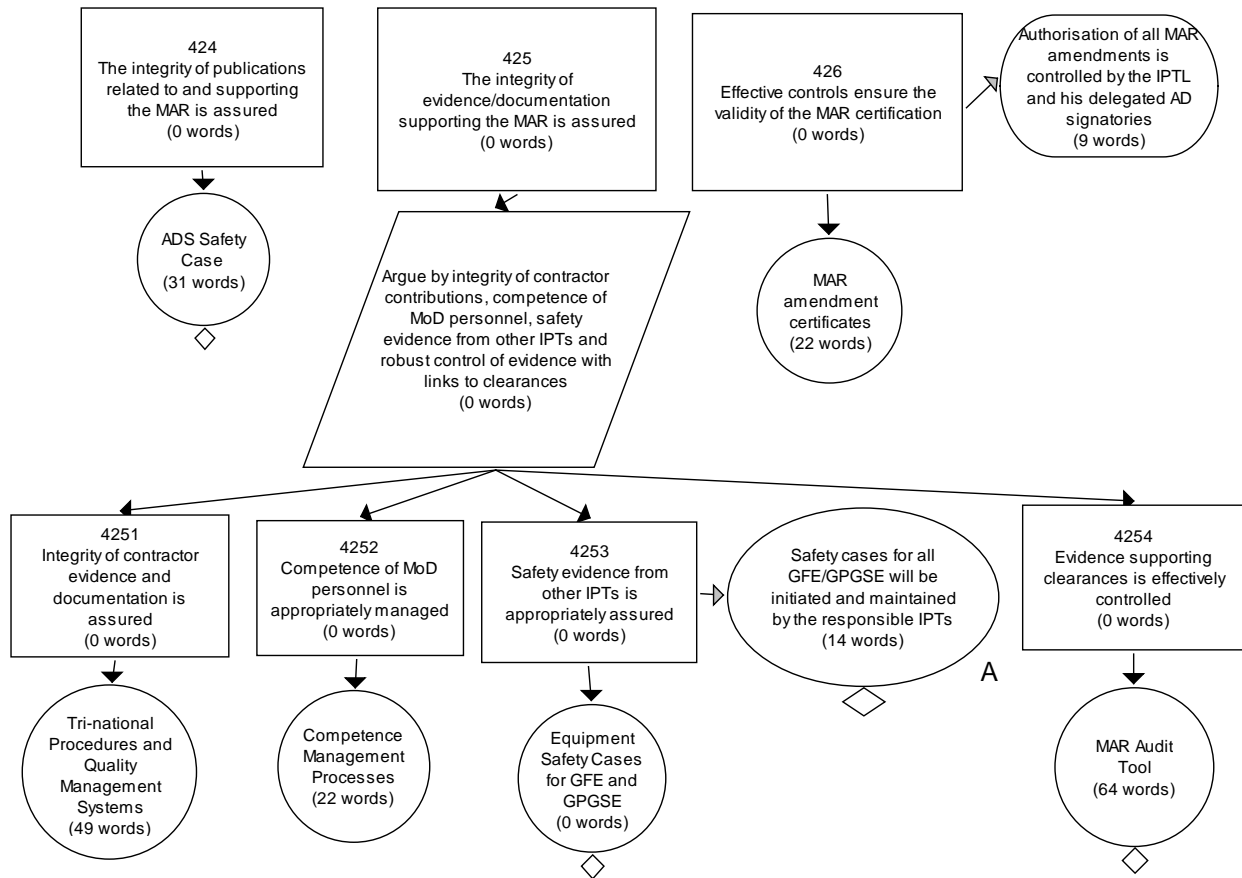 424
The integrity of publications
related to and supporting
the MAR is assured
(0 words)
425
The integrity of
evidence/documentation
supporting the MAR is assured
(0 words)
426
Effective controls ensure the
validity of the MAR certification
(0 words)
Authorisation of all MAR
amendments is
controlled by the IPTL
and his delegated AD
signatories
(9 words)
ADS Safety
Case
(31 words)
Argue by integrity of contractor
contributions, competence of
MoD personnel, safety
evidence from other IPTs and
robust control of evidence with
links to clearances
(0 words)
MAR
amendment
certificates
(22 words)
4251
Integrity of contractor
evidence and
documentation is
assured
(0 words)
4252
Competence of MoD
personnel is
appropriately managed
(0 words)
4253
Safety evidence from
other IPTs is
appropriately assured
(0 words)
Safety cases for all
GFE/GPGSE will be
initiated and maintained
by the responsible IPTs
(14 words)
A
4254
Evidence supporting
clearances is effectively
controlled
(0 words)
Tri-national
Procedures and
Quality
Management
Systems
(49 words)
Competence
Management
Processes
(22 words)
Equipment
Safety Cases
for GFE and
GPGSE
(0 words)
MAR Audit
Tool
(64 words)